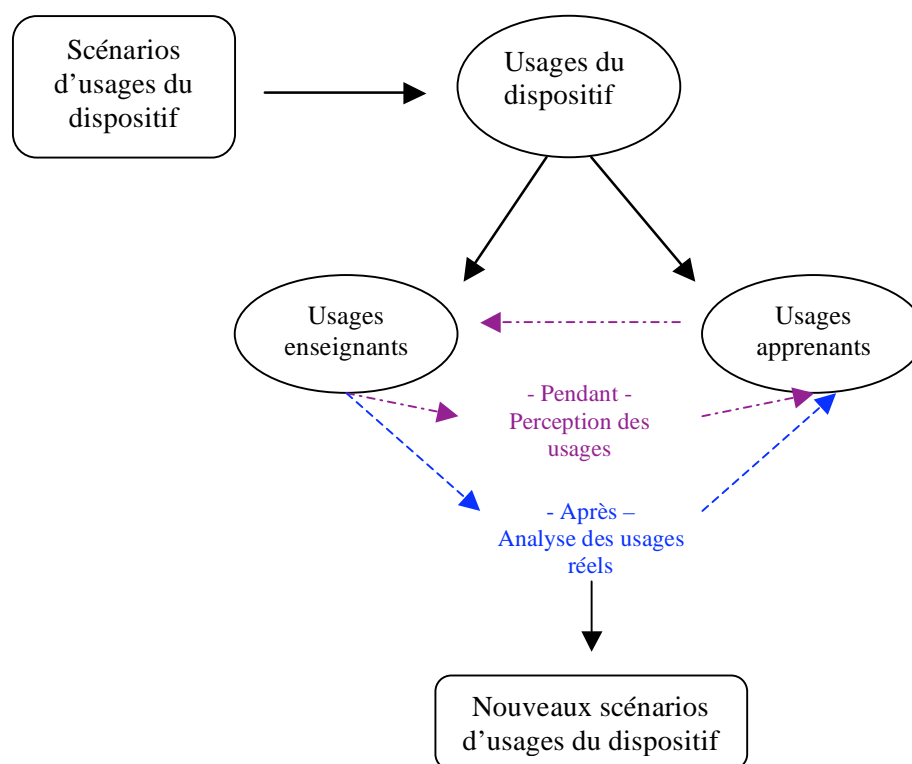 Scénarios
d’usages du
dispositif
Usages du
dispositif
Usages
enseignants
Usages
apprenants
- Pendant -
Perception des
usages
- Après –
Analyse des usages
réels
Nouveaux scénarios
d’usages du dispositif